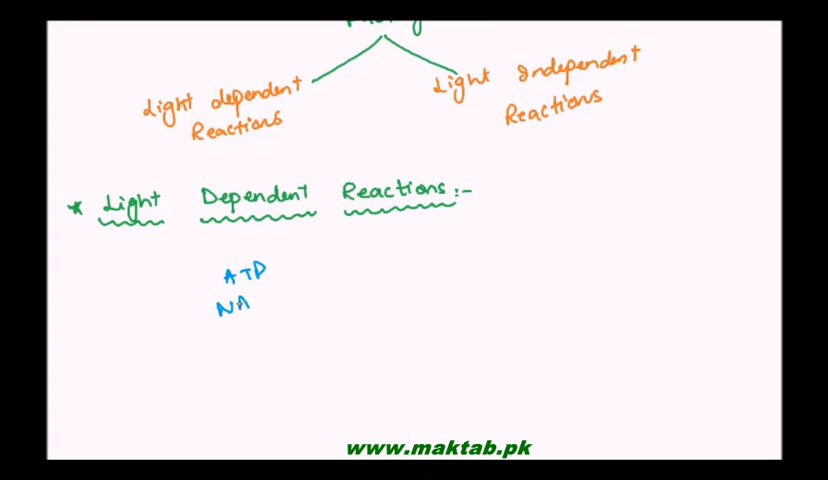 Light dependent Light Independent
Reactions Reactions
* Light Dependent Reactions :-
ATP
NA
www.maktab.pk